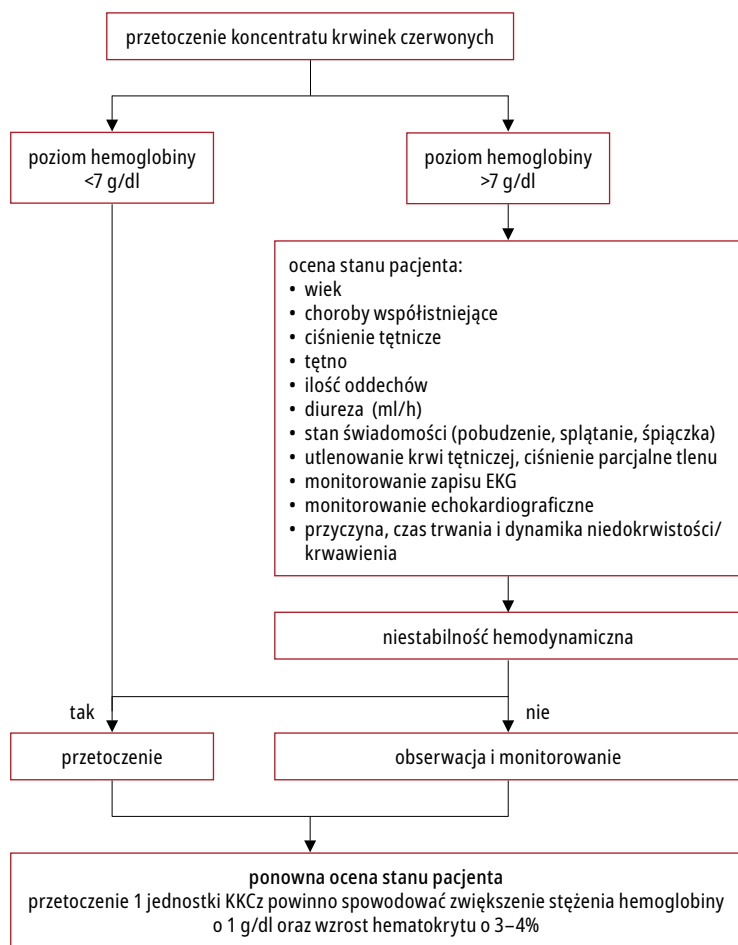 przetoczenie koncentratu krwinek czerwonych
poziom hemoglobiny
<7 g/dl
poziom hemoglobiny
>7 g/dl
ocena stanu pacjenta:
• wiek
• choroby współistniejące
• ciśnienie tętnicze
• tętno
• ilość oddechów
• diureza (ml/h)
• stan świadomości (pobudzenie, splątanie, śpiączka)
• utlenowanie krwi tętniczej, ciśnienie parcjalne tlenu
• monitorowanie zapisu EKG
• monitorowanie echokardiograficzne
• przyczyna, czas trwania i dynamika niedokrwistości/
krwawienia
niestabilność hemodynamiczna
tak
nie
przetoczenie
obserwacja i monitorowanie
ponowna ocena stanu pacjenta
przetoczenie 1 jednostki KKCz powinno spowodować zwiększenie stężenia hemoglobiny
o 1 g/dl oraz wzrost hematokrytu o 3–4%